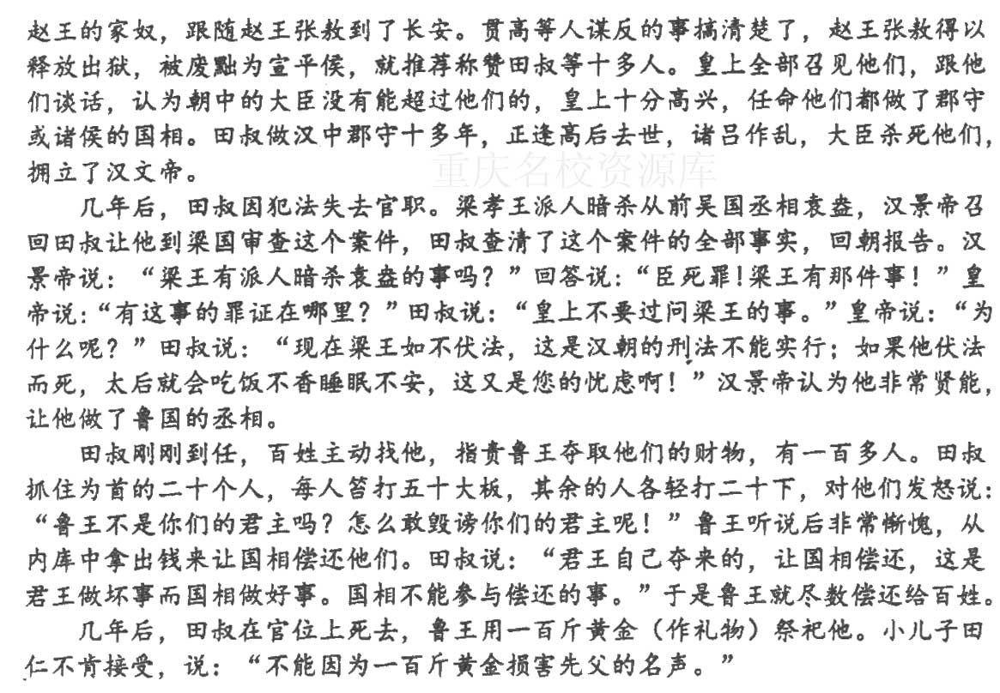 赵王的家奴，跟随赵王张敖到了长安。贯高等人谋反的事搞清楚了，赵王张敖得以
释放出狱，被废黜为宣平侯，就推荐称赞田叔等十多人。皇上全部召见他们，跟他
们谈话，认为朝中的大臣没有能超过他们的，皇上十分高兴，任命他们都做了郡守
或诸侯的国相。田叔做汉中郡守十多年，正逢高后去世，诸吕作乱，大臣杀死他们，
拥立了汉文帝。
重庆名校资源库
几年后，田叔因犯法失去官职。梁孝王派人暗杀从前吴国丞相袁盎，汉景帝召
回田叔让他到梁国审查这个案件，田叔查清了这个案件的全部事实，回朝报告。汉
景帝说：“梁王有派人暗杀袁盎的事吗？”回答说：“臣死罪！梁王有那件事！”皇
帝说：“有这事的罪证在哪里？”田叔说：“皇上不要过问梁王的事。”皇帝说：“为
什么呢？”田叔说：“现在梁王如不伏法，这是汉朝的刑法不能实行；如果他伏法
而死，太后就会吃饭不香睡眠不安，这又是您的忧虑啊！”汉景帝认为他非常贤能，
让他做了鲁国的丞相。
田叔刚刚到任，百姓主动找他，指责鲁王夺取他们的财物，有一百多人。田叔
抓住为首的二十个人，每人笞打五十大板，其余的人各轻打二十下，对他们发怒说：
“鲁王不是你们的君主吗？怎么敢毁谤你们的君主呢！”鲁王听说后非常惭愧，从
内库中拿出钱来让国相偿还他们。田叔说：“君王自己夺来的，让国相偿还，这是
君王做坏事而国相做好事。国相不能参与偿还的事。”于是鲁王就尽数偿还给百姓。
几年后，田叔在官位上死去，鲁王用一百斤黄金（作礼物）祭祀他。小儿子田
仁不肯接受，说：“不能因为一百斤黄金损害先父的名声。”